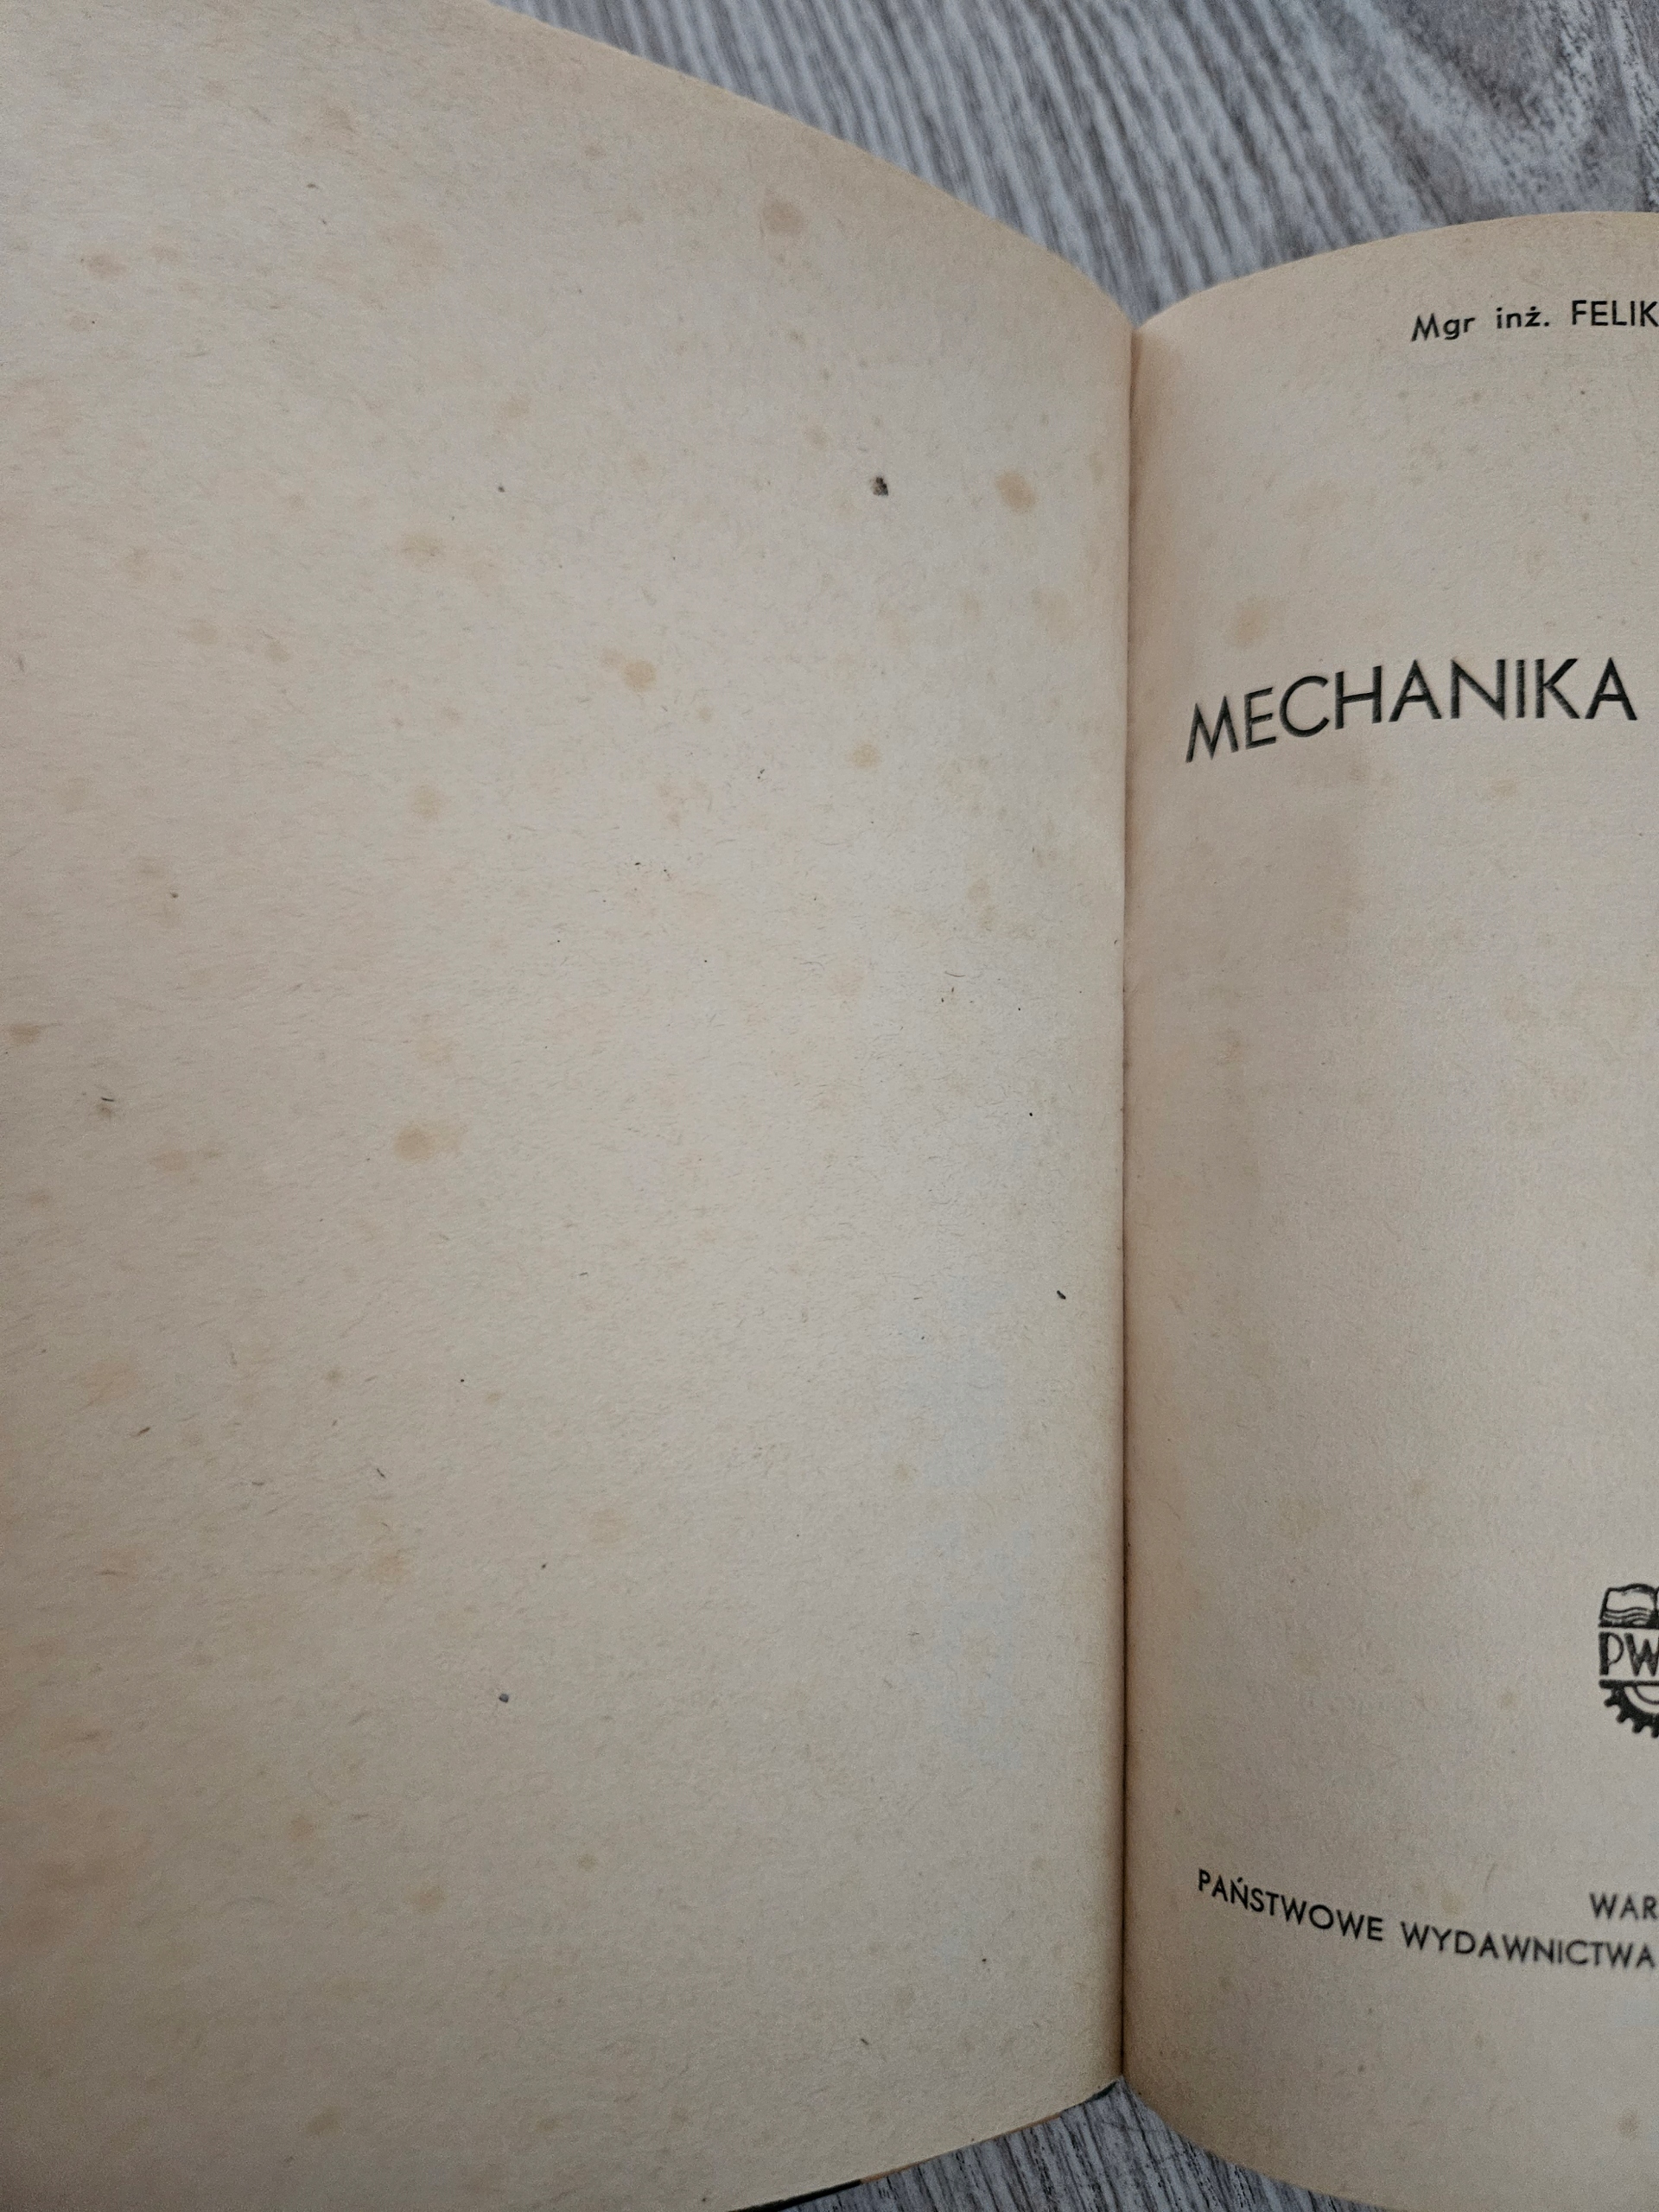 Mgr inż. FELIK
MECHANIKA
PW
WAR
PAŃSTWOWE WYDAWNICTWA